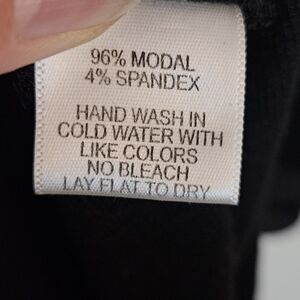 96% MODAL
4% SPANDEX
HAND WASH IN
COLD WATER WITH
LIKE COLORS
NO BLEACH
LAY FLAT TO DRY